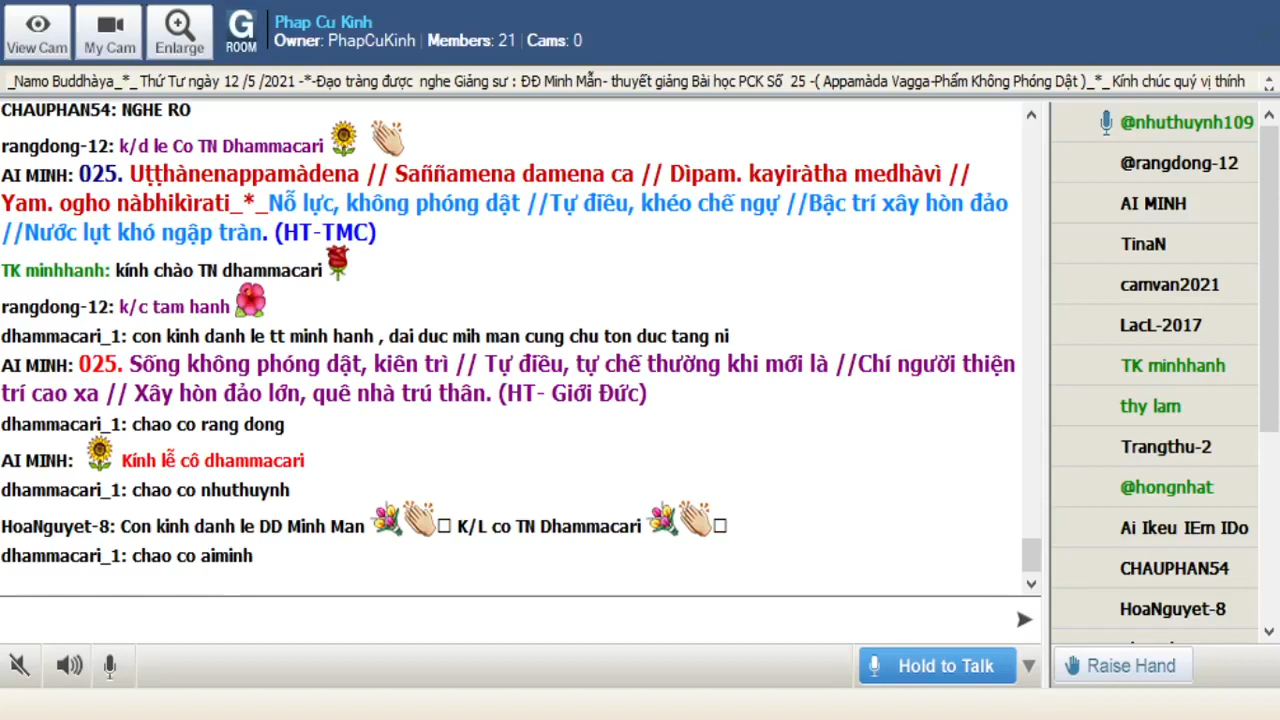 View Cam
My Cam
Enlarge
G
ROOM
Phap Cu Kinh
Owner: PhapCuKinh | Members: 21 | Cams: 0
_Namo Buddhàya_*_ Thứ Tư ngày 12 /5 /2021 -*-Đạo tràng được nghe Giảng sư : ĐĐ Minh Mẫn- thuyết giảng Bài học PCK Số 25 -( Appamàda Vagga-Phẩm Không Phóng Dật )_*_ Kính chúc quý vị thính
CHAUPHAN54: NGHE RO
rangdong-12: k/d le Co TN Dhammacari
AI MINH: 025. Uṭṭhànenappamàdena // Saññamena damena ca // Dìpam. kayiràtha medhàvì //
Yam. ogho nàbhikìrati_*_Nỗ lực, không phóng dật //Tự điều, khéo chế ngự //Bậc trí xây hòn đảo
//Nước lụt khó ngập tràn. (HT-TMC)
TK minhhanh: kính chào TN dhammacari
rangdong-12: k/c tam hanh
dhammacari_1: con kinh danh le tt minh hanh , dai duc mih man cung chu ton duc tang ni
AI MINH: 025. Sống không phóng dật, kiên trì // Tự điều, tự chế thường khi mới là //Chí người thiện
trí cao xa // Xây hòn đảo lớn, quê nhà trú thân. (HT- Giới Đức)
dhammacari_1: chao co rang dong
AI MINH: Kính lễ cô dhammacari
dhammacari_1: chao co nhuthuynh
HoaNguyet-8: Con kinh danh le DD Minh Man K/L co TN Dhammacari
dhammacari_1: chao co aiminh
@nhuthuynh109
@rangdong-12
AI MINH
TinaN
camvan2021
LacL-2017
TK minhhanh
thy lam
Trangthu-2
@hongnhat
Ai Ikeu IEm IDo
CHAUPHAN54
HoaNguyet-8
Hold to Talk
Raise Hand